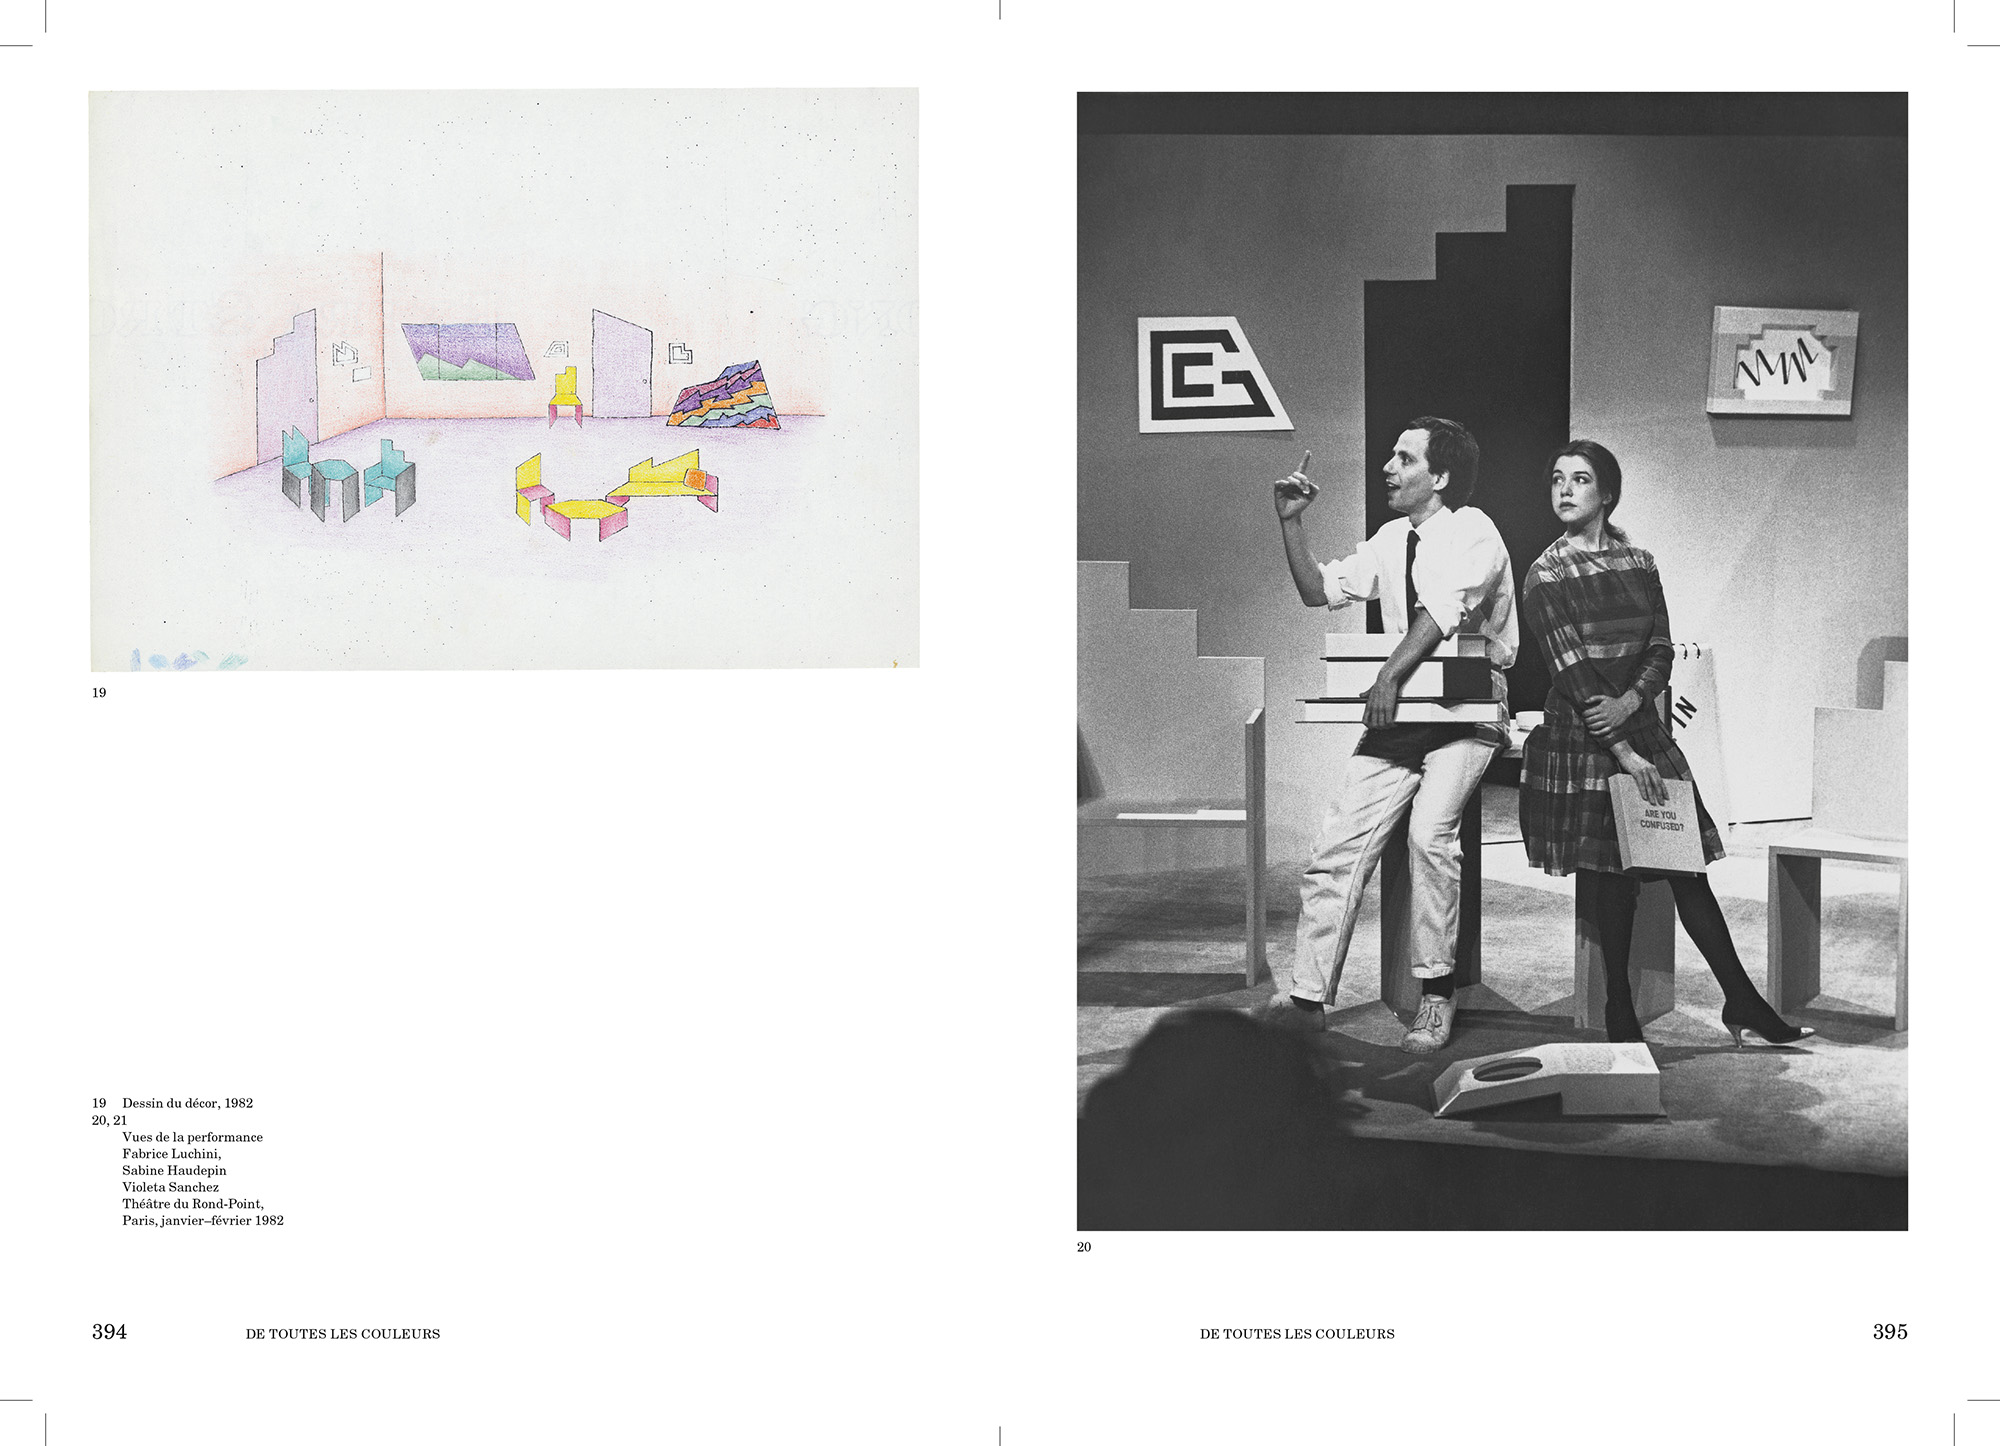 19
19 Dessin du décor, 1982
20, 21
Vues de la performance
Fabrice Luchini,
Sabine Haudepin
Violeta Sanchez
Théâtre du Rond-Point,
Paris, janvier–février 1982
394 DE TOUTES LES COULEURS
IN
ARE YOU
CONFUSED?
20
DE TOUTES LES COULEURS 395